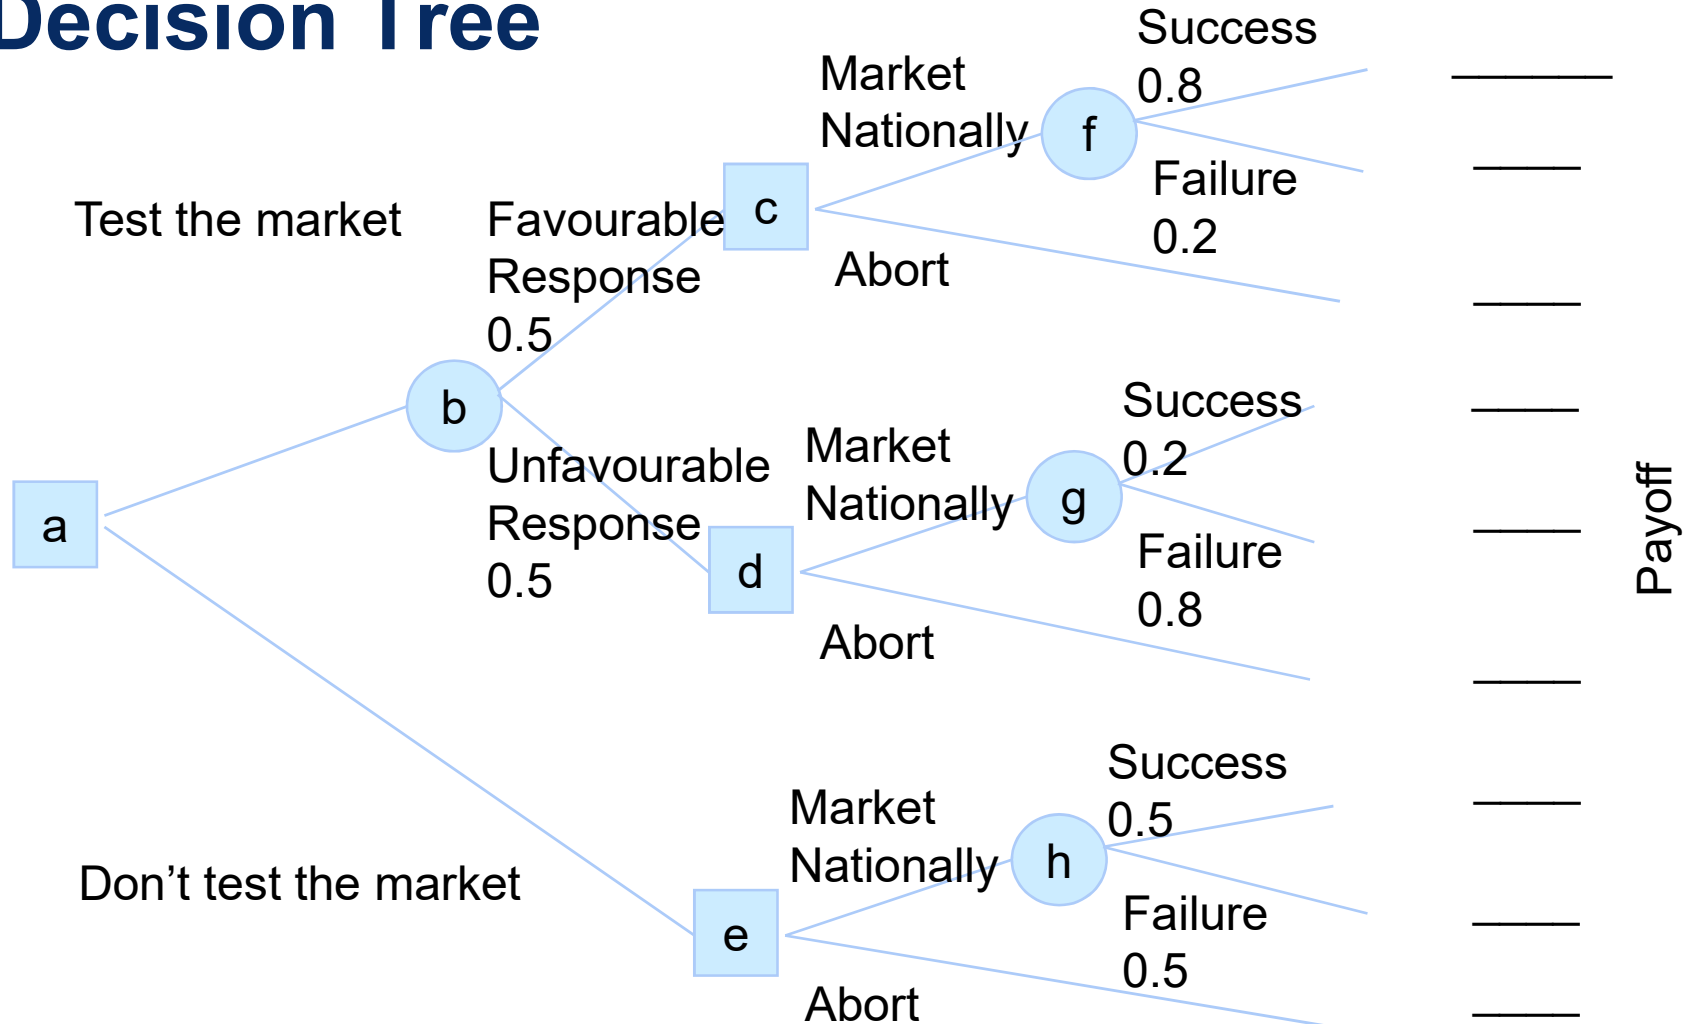 Decision Tree
Success
0.8
Market
Nationally
f
Failure
0.2
Test the market
Favourable
Response
0.5
c
Abort
b
Unfavourable
Response
0.5
Market
Nationally
Success
0.2
g
Failure
0.8
a
d
Abort
Payoff
Success
0.5
Market
Nationally
h
Don’t test the market
Failure
0.5
e
Abort